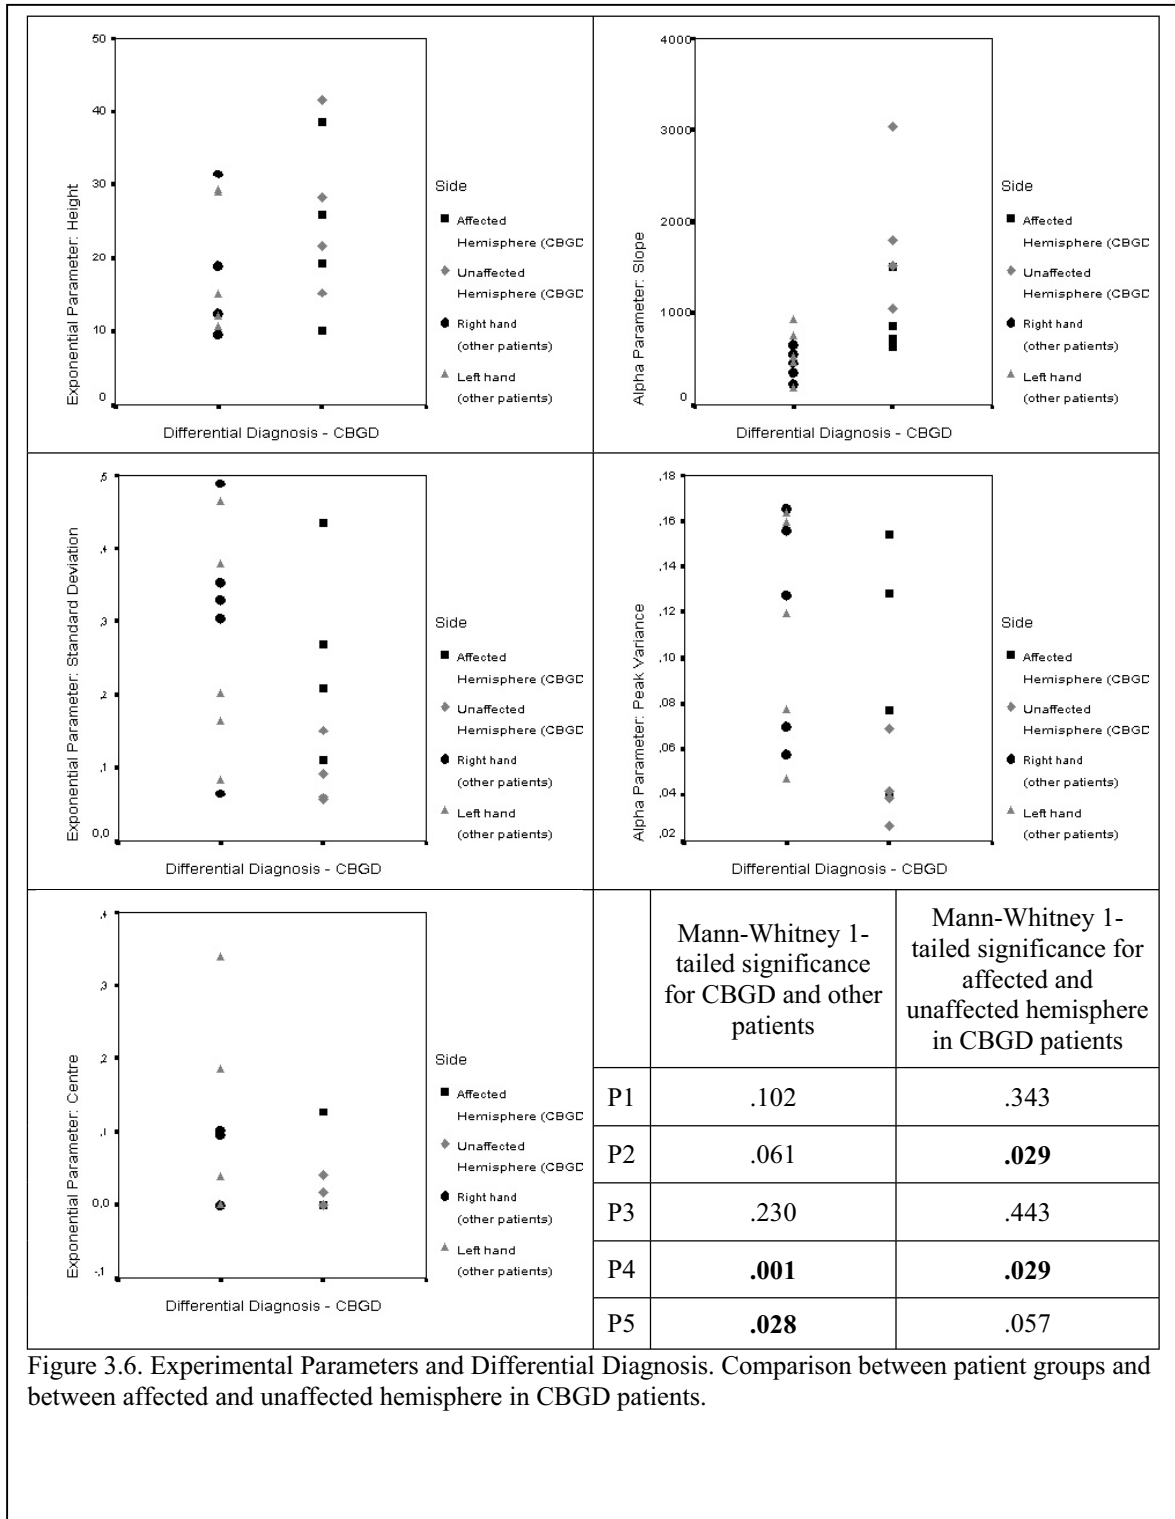 50
40
30
20
10
0
Exponential Parameter: Height
Differential Diagnosis - CBGD
Side
Affected
Hemisphere (CBGD
Unaffected
Hemisphere (CBGD
Right hand
(other patients)
Left hand
(other patients)
4000
3000
2000
1000
0
Alpha Parameter: Slope
Differential Diagnosis - CBGD
Side
Affected
Hemisphere (CBGD
Unaffected
Hemisphere (CBGD
Right hand
(other patients)
Left hand
(other patients)
,5
,4
,3
,2
,1
0,0
Exponential Parameter: Standard Deviation
Differential Diagnosis - CBGD
Side
Affected
Hemisphere (CBGD
Unaffected
Hemisphere (CBGD
Right hand
(other patients)
Left hand
(other patients)
,18
,16
,14
,12
,10
,08
,06
,04
,02
Alpha Parameter: Peak Variance
Differential Diagnosis - CBGD
Side
Affected
Hemisphere (CBGD
Unaffected
Hemisphere (CBGD
Right hand
(other patients)
Left hand
(other patients)
,4
,3
,2
,1
0,0
-,1
Exponential Parameter: Centre
Differential Diagnosis - CBGD
Side
Affected
Hemisphere (CBGD
Unaffected
Hemisphere (CBGD
Right hand
(other patients)
Left hand
(other patients)
Mann-Whitney 1-
tailed significance
for CBGD and other
patients
Mann-Whitney 1-
tailed significance for
affected and
unaffected hemisphere
in CBGD patients
P1 .102 .343
P2 .061 .029
P3 .230 .443
P4 .001 .029
P5 .028 .057
Figure 3.6. Experimental Parameters and Differential Diagnosis. Comparison between patient groups and
between affected and unaffected hemisphere in CBGD patients.